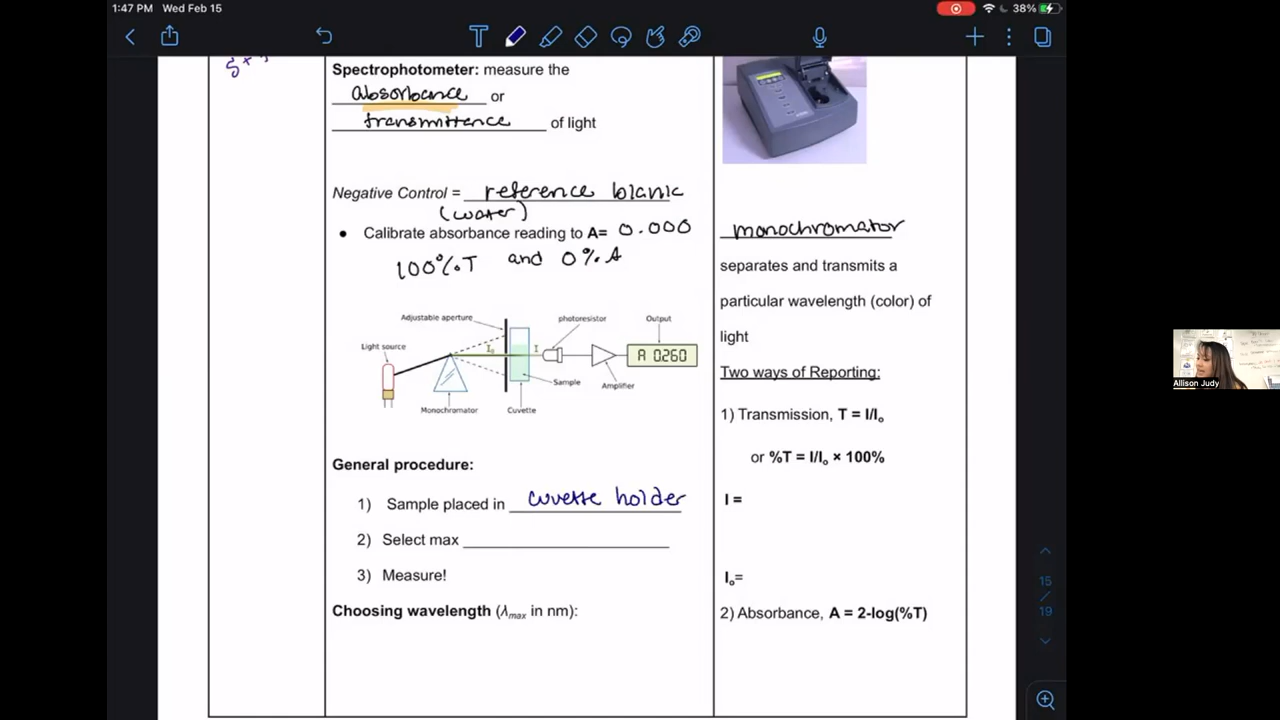 1:47 PM Wed Feb 15
38%
T
Spectrophotometer: measure the
absorbance or
transmittence of light
Negative Control = reference blank
(water)
• Calibrate absorbance reading to A= 0.000
100%T and 0% A
Adjustable aperture
photoresistor
Output
Light source
I₀
I
A 0.260
Sample
Amplifier
Monochromator
Cuvette
General procedure:
1) Sample placed in cuvette holder
2) Select max
3) Measure!
Choosing wavelength (λmax in nm):
monochromator
separates and transmits a
particular wavelength (color) of
light
Two ways of Reporting:
1) Transmission, T = I/I₀
or %T = I/I₀ × 100%
I =
I₀=
2) Absorbance, A = 2-log(%T)
15
/
19
Allison Judy